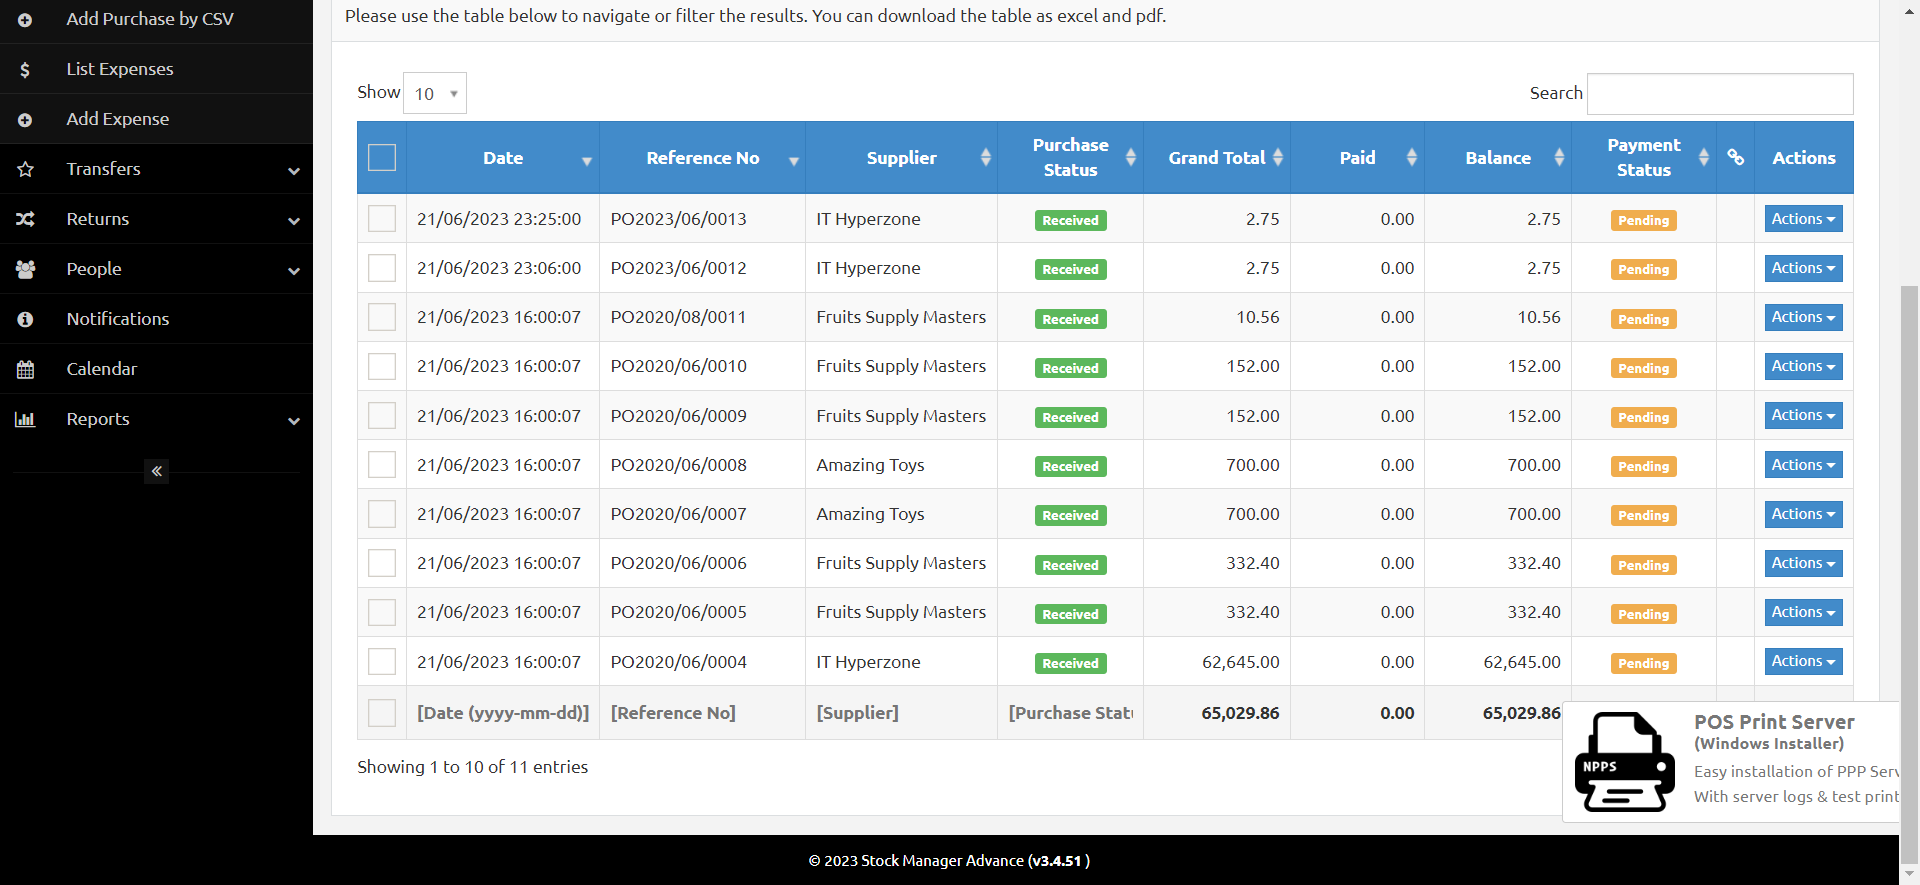 Add Purchase by CSV
List Expenses
Add Expense
Transfers
Returns
People
Notifications
Calendar
Reports
Please use the table below to navigate or filter the results. You can download the table as excel and pdf.
Show 10 Search
Date Reference No Supplier Purchase Status Grand Total Paid Balance Payment Status Actions
21/06/2023 23:25:00 PO2023/06/0013 IT Hyperzone Received 2.75 0.00 2.75 Pending Actions
21/06/2023 23:06:00 PO2023/06/0012 IT Hyperzone Received 2.75 0.00 2.75 Pending Actions
21/06/2023 16:00:07 PO2020/08/0011 Fruits Supply Masters Received 10.56 0.00 10.56 Pending Actions
21/06/2023 16:00:07 PO2020/06/0010 Fruits Supply Masters Received 152.00 0.00 152.00 Pending Actions
21/06/2023 16:00:07 PO2020/06/0009 Fruits Supply Masters Received 152.00 0.00 152.00 Pending Actions
21/06/2023 16:00:07 PO2020/06/0008 Amazing Toys Received 700.00 0.00 700.00 Pending Actions
21/06/2023 16:00:07 PO2020/06/0007 Amazing Toys Received 700.00 0.00 700.00 Pending Actions
21/06/2023 16:00:07 PO2020/06/0006 Fruits Supply Masters Received 332.40 0.00 332.40 Pending Actions
21/06/2023 16:00:07 PO2020/06/0005 Fruits Supply Masters Received 332.40 0.00 332.40 Pending Actions
21/06/2023 16:00:07 PO2020/06/0004 IT Hyperzone Received 62,645.00 0.00 62,645.00 Pending Actions
[Date (yyyy-mm-dd)] [Reference No] [Supplier] [Purchase Stat 65,029.86 0.00 65,029.86
Showing 1 to 10 of 11 entries
NPPS
POS Print Server
(Windows Installer)
Easy installation of PPP Serv
With server logs & test print
© 2023 Stock Manager Advance (v3.4.51 )